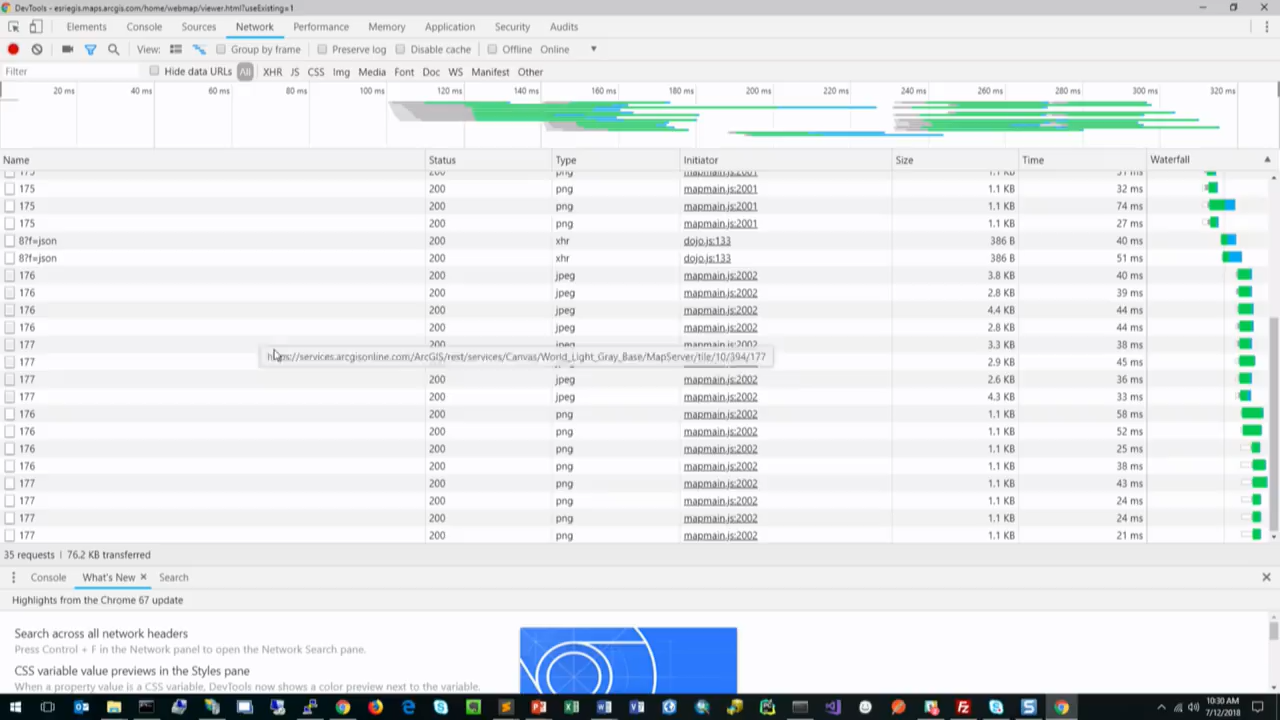 DevTools - esriegis.maps.arcgis.com/home/webmap/viewer.html?useExisting=1
Elements Console Sources Network Performance Memory Application Security Audits
View: Group by frame Preserve log Disable cache Offline Online
Filter Hide data URLs All XHR JS CSS Img Media Font Doc WS Manifest Other
20 ms 40 ms 60 ms 80 ms 100 ms 120 ms 140 ms 160 ms 180 ms 200 ms 220 ms 240 ms 260 ms 280 ms 300 ms 320 ms
Name Status Type Initiator Size Time Waterfall
175 200 png mapmain.js:2001 1.1 KB 31 ms
175 200 png mapmain.js:2001 1.1 KB 32 ms
175 200 png mapmain.js:2001 1.1 KB 74 ms
175 200 png mapmain.js:2001 1.1 KB 27 ms
8?f=json 200 xhr dojo.js:133 386 B 40 ms
8?f=json 200 xhr dojo.js:133 386 B 51 ms
176 200 jpeg mapmain.js:2002 3.8 KB 40 ms
176 200 jpeg mapmain.js:2002 2.8 KB 39 ms
176 200 jpeg mapmain.js:2002 4.4 KB 44 ms
176 200 jpeg mapmain.js:2002 2.8 KB 44 ms
177 200 jpeg mapmain.js:2002 3.3 KB 38 ms
https://services.arcgisonline.com/ArcGIS/rest/services/Canvas/World_Light_Gray_Base/MapServer/tile/10/394/177
177 2.9 KB 45 ms
177 200 jpeg mapmain.js:2002 2.6 KB 36 ms
177 200 jpeg mapmain.js:2002 4.3 KB 33 ms
176 200 png mapmain.js:2002 1.1 KB 58 ms
176 200 png mapmain.js:2002 1.1 KB 52 ms
176 200 png mapmain.js:2002 1.1 KB 25 ms
176 200 png mapmain.js:2002 1.1 KB 38 ms
177 200 png mapmain.js:2002 1.1 KB 43 ms
177 200 png mapmain.js:2002 1.1 KB 24 ms
177 200 png mapmain.js:2002 1.1 KB 24 ms
177 200 png mapmain.js:2002 1.1 KB 21 ms
35 requests | 76.2 KB transferred
Console What's New Search
Highlights from the Chrome 67 update
Search across all network headers
Press Control + F in the Network panel to open the Network Search pane.
CSS variable value previews in the Styles pane
When a property value is a CSS variable, DevTools now shows a color preview next to the variable.
10:30 AM
7/12/2018